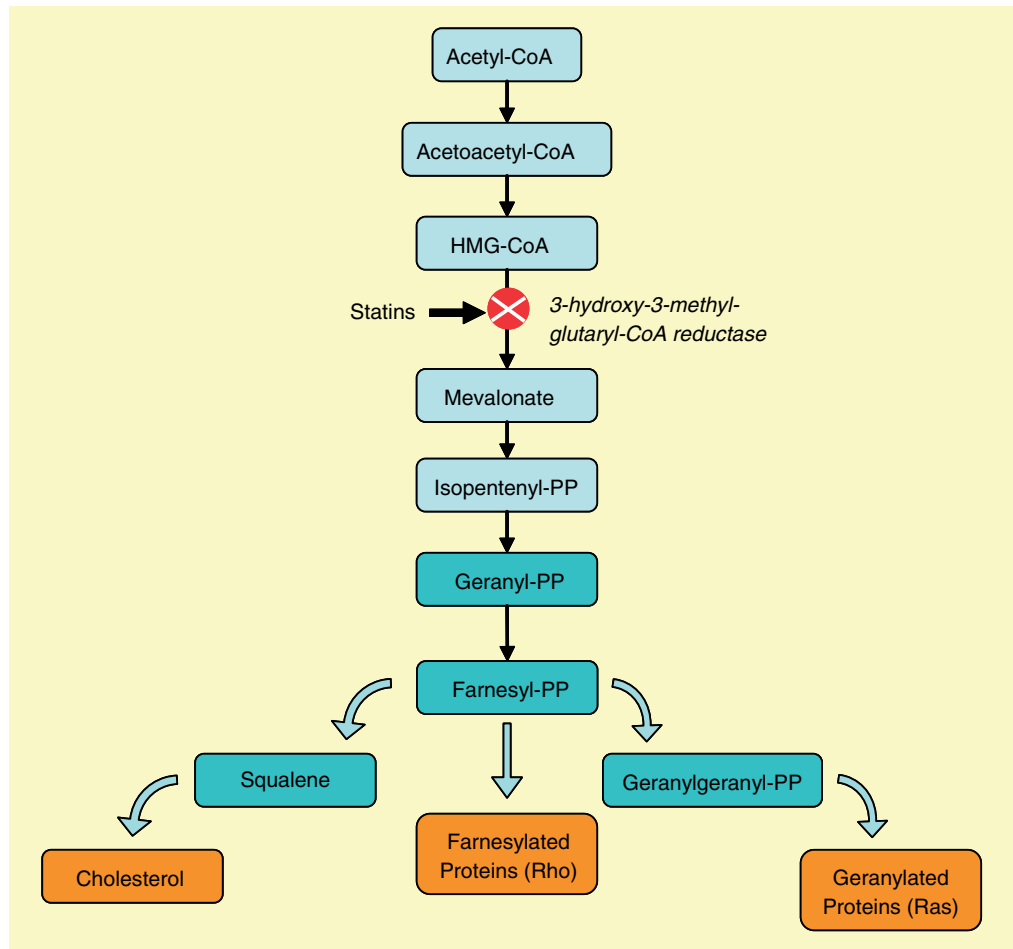 Acetyl-CoA
Acetoacetyl-CoA
HMG-CoA
Statins
3-hydroxy-3-methyl-
glutaryl-CoA reductase
Mevalonate
Isopentenyl-PP
Geranyl-PP
Farnesyl-PP
Squalene
Geranylgeranyl-PP
Cholesterol
Farnesylated
Proteins (Rho)
Geranylated
Proteins (Ras)